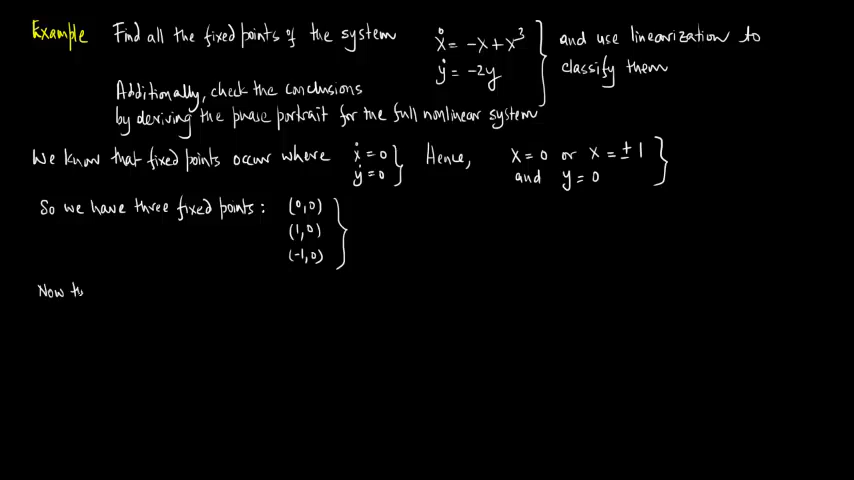 Example Find all the fixed points of the system ẋ = -x + x³ and use linearization to
ẏ = -2y classify them
Additionally, check the conclusions
by deriving the phase portrait for the full nonlinear system
We know that fixed points occur where ẋ = 0 Hence, x = 0 or x = ± 1
ẏ = 0 and y = 0
So we have three fixed points : (0,0)
(1,0)
(-1,0)
Now th